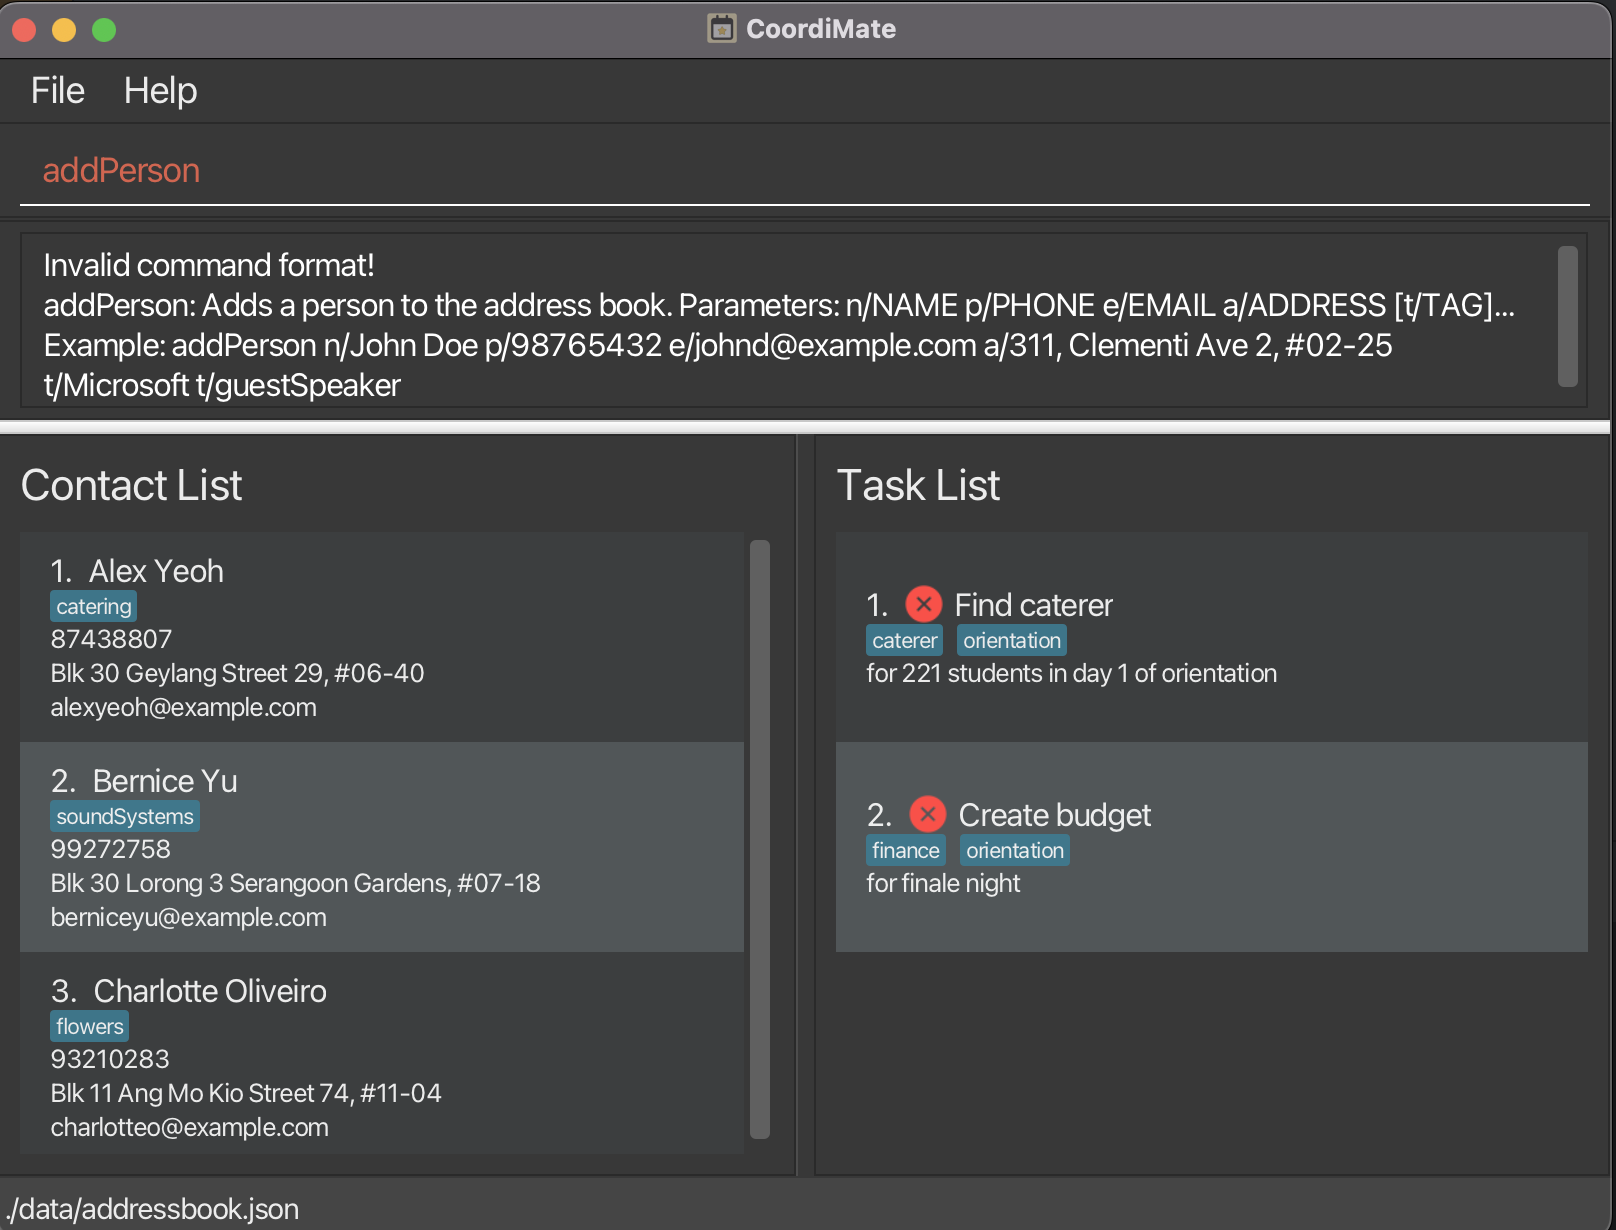 CoordiMate
File Help
addPerson
Invalid command format!
addPerson: Adds a person to the address book. Parameters: n/NAME p/PHONE e/EMAIL a/ADDRESS [t/TAG]...
Example: addPerson n/John Doe p/98765432 e/johnd@example.com a/311, Clementi Ave 2, #02-25
t/Microsoft t/guestSpeaker
Contact List
1. Alex Yeoh
catering
87438807
Blk 30 Geylang Street 29, #06-40
alexyeoh@example.com
2. Bernice Yu
soundSystems
99272758
Blk 30 Lorong 3 Serangoon Gardens, #07-18
berniceyu@example.com
3. Charlotte Oliveiro
flowers
93210283
Blk 11 Ang Mo Kio Street 74, #11-04
charlotteo@example.com
Task List
1. Find caterer
caterer orientation
for 221 students in day 1 of orientation
2. Create budget
finance orientation
for finale night
./data/addressbook.json